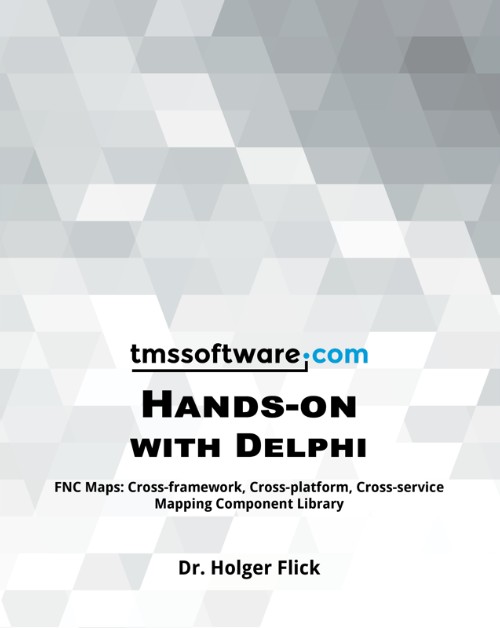 tmssoftware.com
HANDS-ON
WITH DELPHI
FNC Maps: Cross-framework, Cross-platform, Cross-service
Mapping Component Library
Dr. Holger Flick